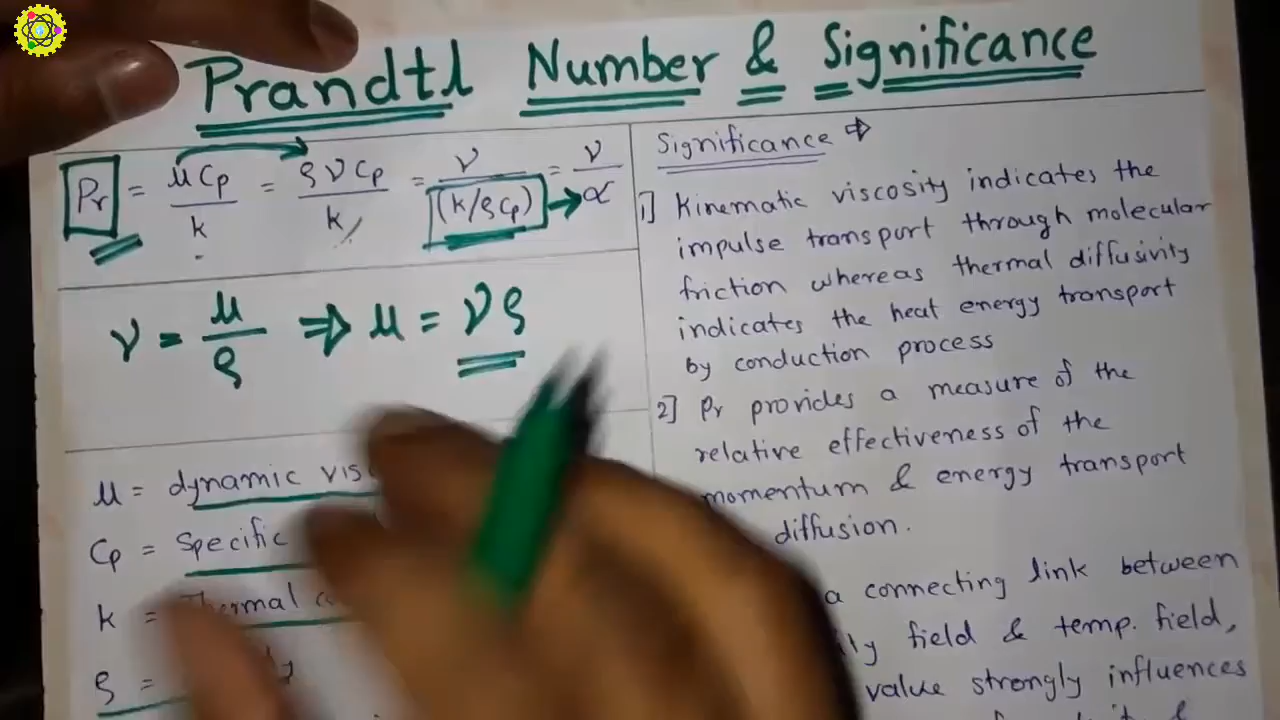 Prandtl Number & Significance
Pr = μCp/k = ρνCp/k = ν/(k/ρCp) = ν/α
ν = μ/ρ ⇒ μ = νρ
μ = dynamic
Cp = Specific
k = Thermal
ρ =
Significance ⇒
1] Kinematic viscosity indicates the
impulse transport through molecular
friction whereas thermal diffusivity
indicates the heat energy transport
by conduction process
2] Pr provides a measure of the
relative effectiveness of the
momentum & energy transport
diffusion.
a connecting link between
field & temp. field,
value strongly influences